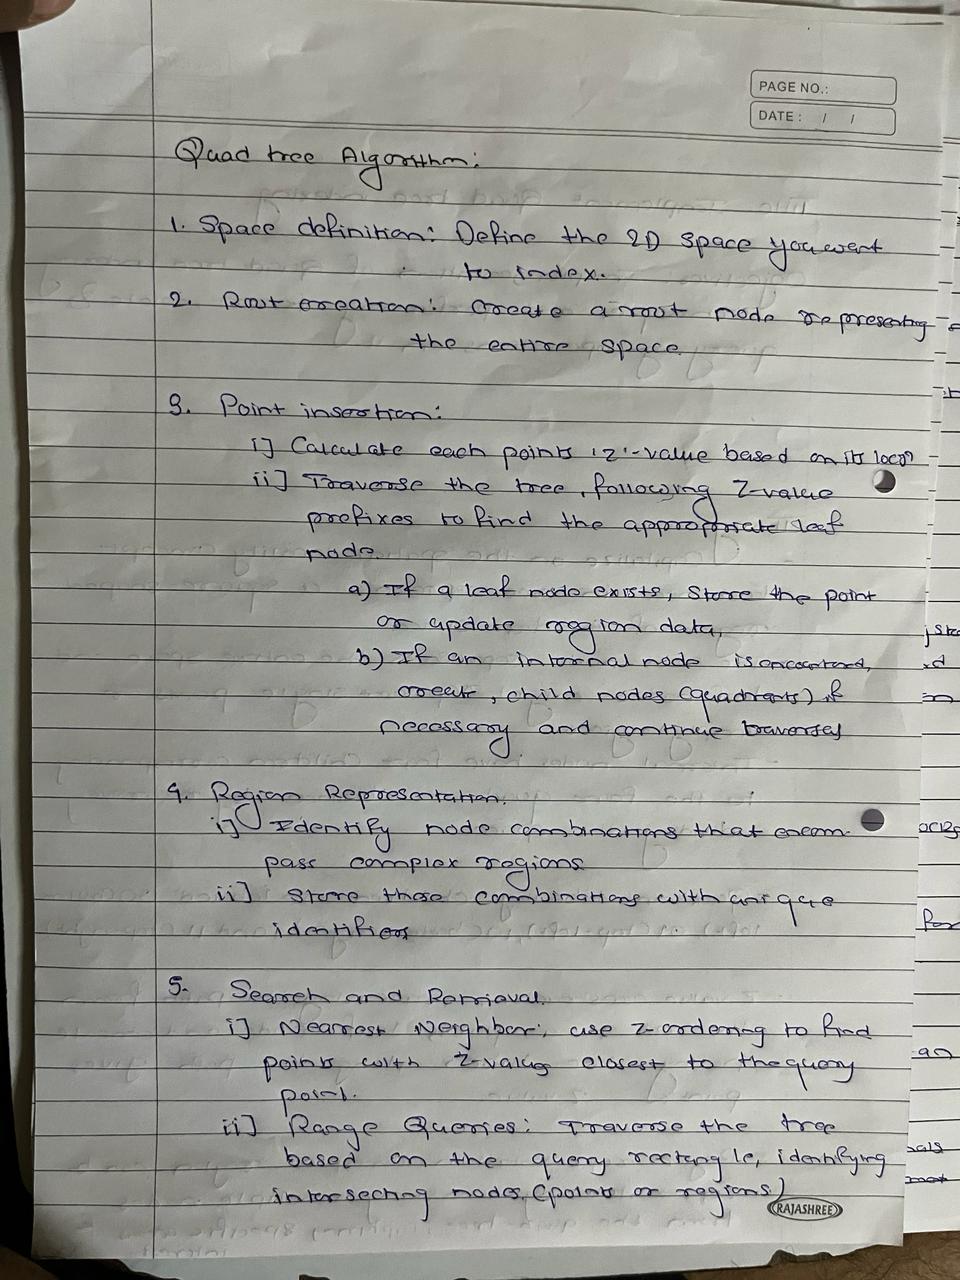 PAGE NO.:
DATE : / /
Quad tree Algorithm:
1. Space definition: Define the 2D space you want
to index.
2. Root creation: Create a root node representing
the entire space.
3. Point insertion:
i] Calculate each points 'z'-value based on its locⁿ
ii] Traverse the tree, following Z-value
prefixes to find the appropriate leaf
node.
a) If a leaf node exists, store the point
or update region data,
b) If an internal node is encountered,
create, child nodes (quadrants) if
necessary and continue traversal
4. Region Representation:
i] Identify node combinations that encom-
pass complex regions
ii] Store these combinations with unique
identifiers
5. Search and Retrieval.
i] Nearest Neighbor: use z-ordering to find
points with Z-values closest to the query
point.
ii] Range Queries: Traverse the tree
based on the query rectangle, identifying
intersecting nodes (points or regions)
RAJASHREE